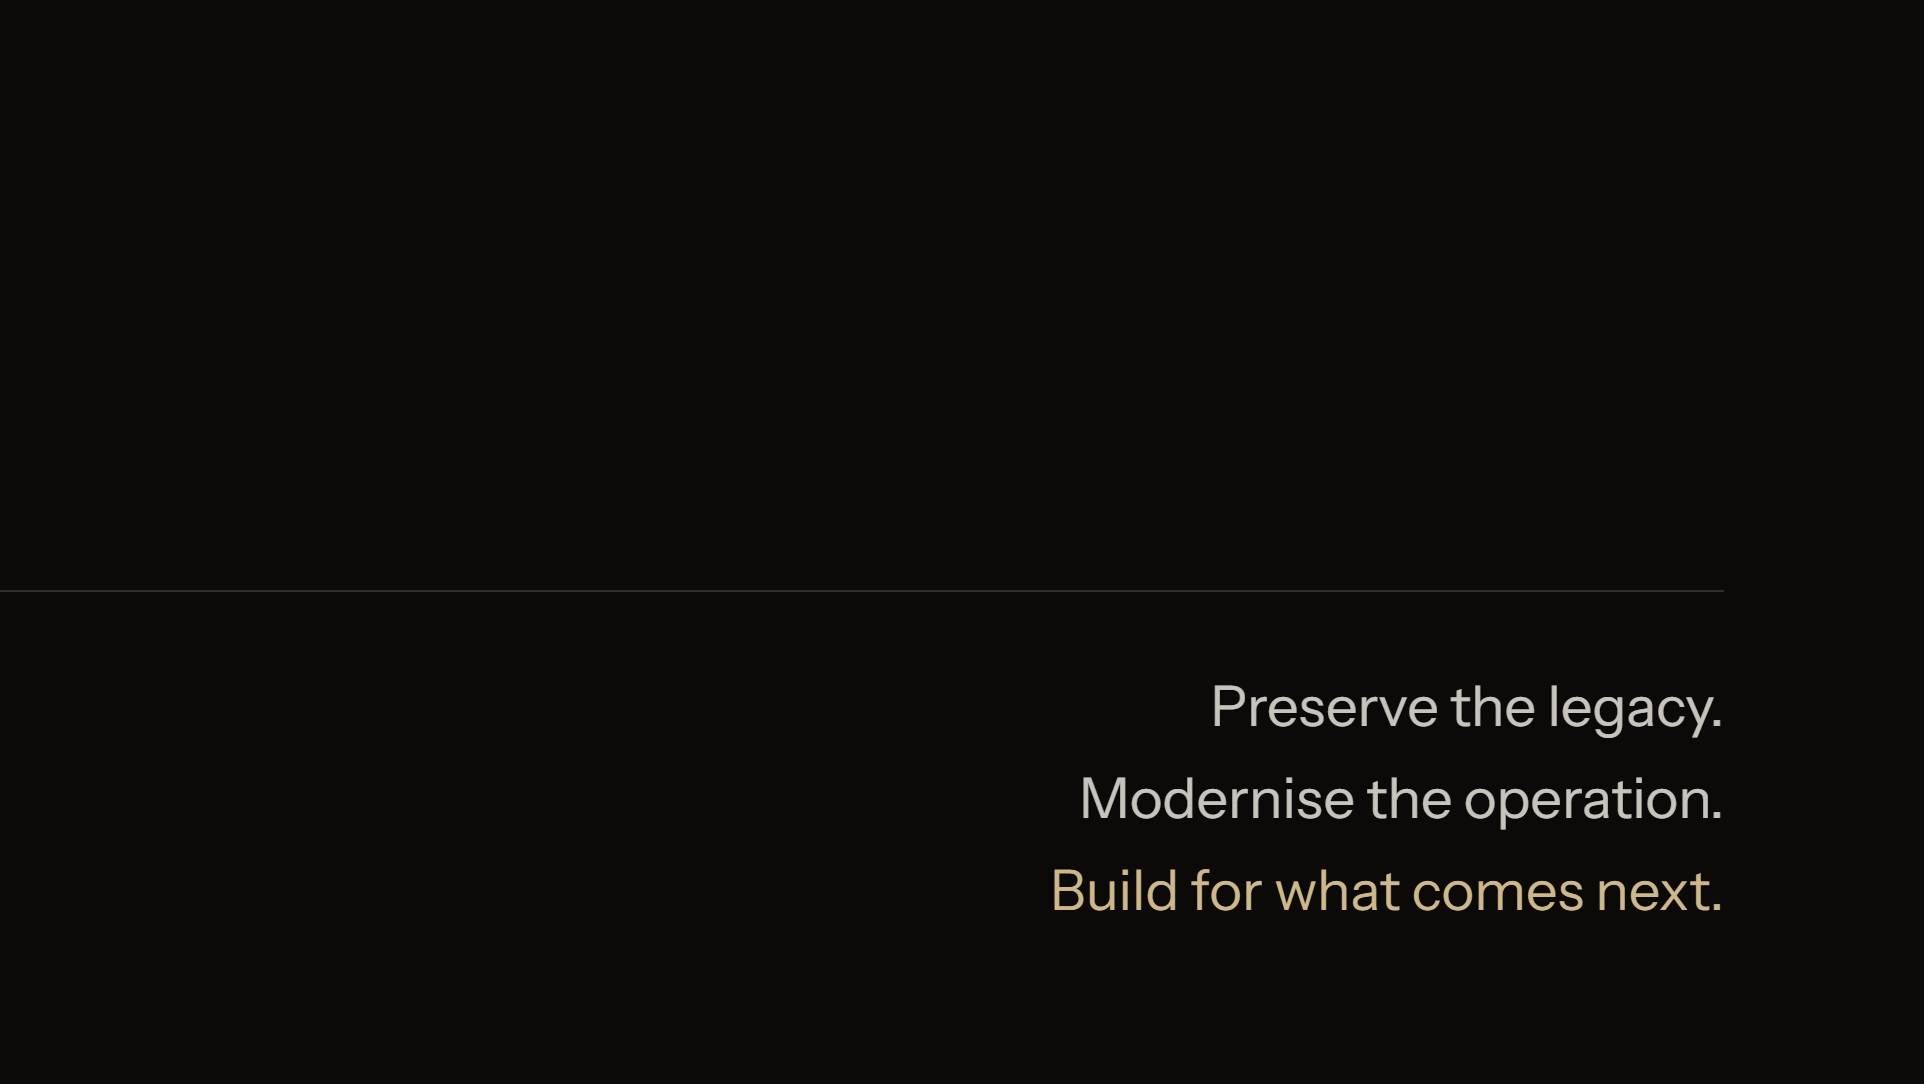 Preserve the legacy.
Modernise the operation.
Build for what comes next.